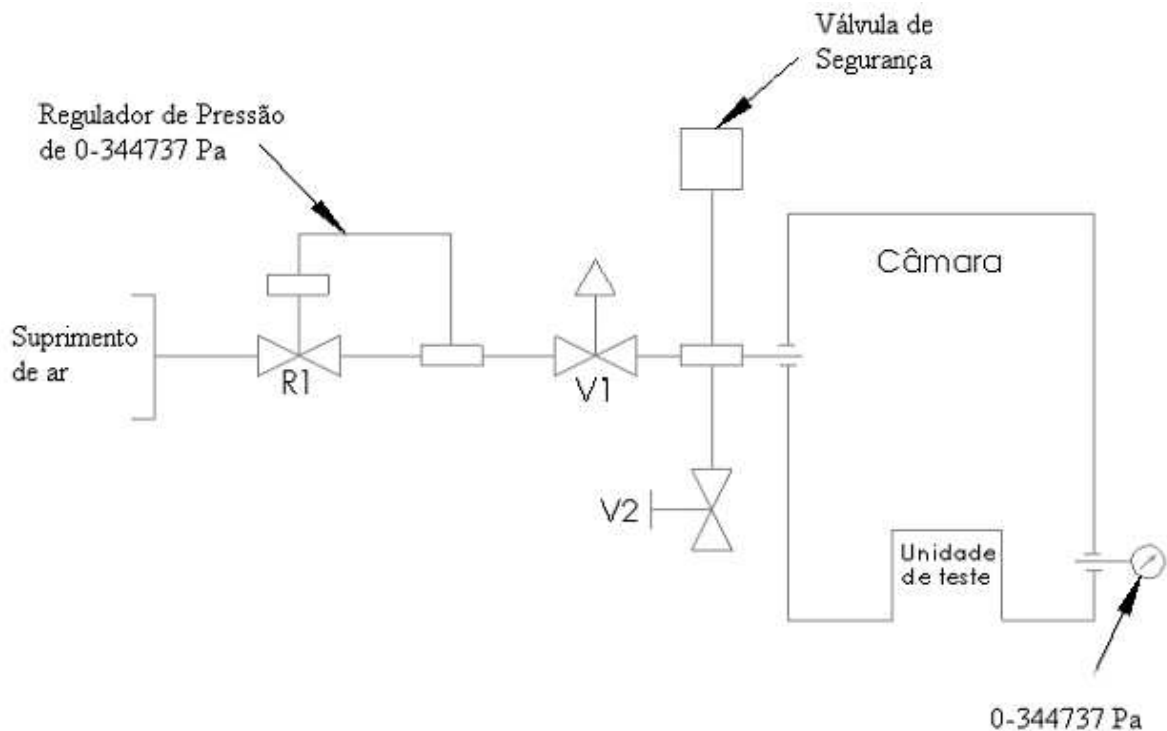 Válvula de
Segurança
Regulador de Pressão
de 0-344737 Pa
Câmara
Suprimento
de ar
R1
V1
V2
Unidade
de teste
0-344737 Pa